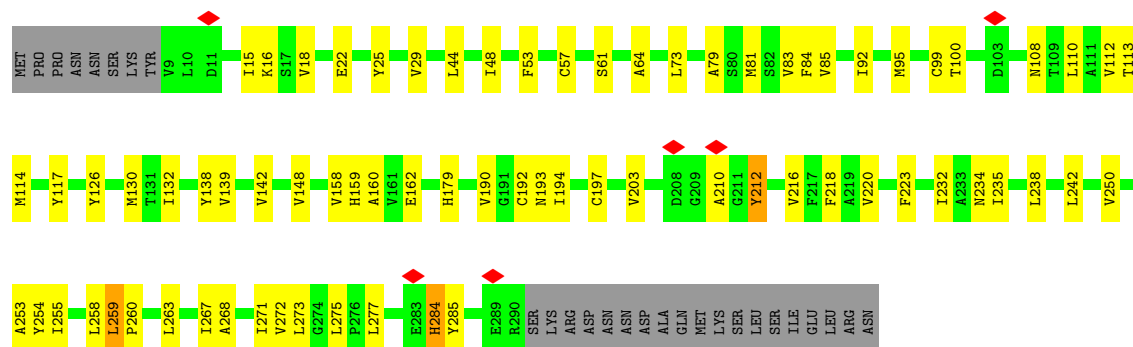 MET PRO PRO ASN ASN SER LYS TYR V9 L10 D11 I15 K16 S17 V18 E22 Y25 V29 L44 I48 F53 C57 S61 A64 L73 A79 S80 M81 S82 V83 F84 V85 I92 M95 C99 T100 D103 N108 T109 L110 A111 V112 T113
M114 Y117 Y126 M130 T131 I132 Y138 V139 V142 V148 V158 H159 A160 V161 E162 H179 V190 G191 C192 N193 I194 C197 V203 D208 G209 A210 G211 Y212 V216 F217 F218 A219 V220 F223 I232 A233 N234 I235 L238 L242 V250
A253 Y254 I255 L258 L259 P260 L263 I267 A268 I271 V272 L273 G274 L275 P276 L277 E283 H284 Y285 E289 R290 SER LYS ARG ASP ASN ASN ASP ALA GLN MET LYS SER LEU SER ILE GLU LEU ARG ASN